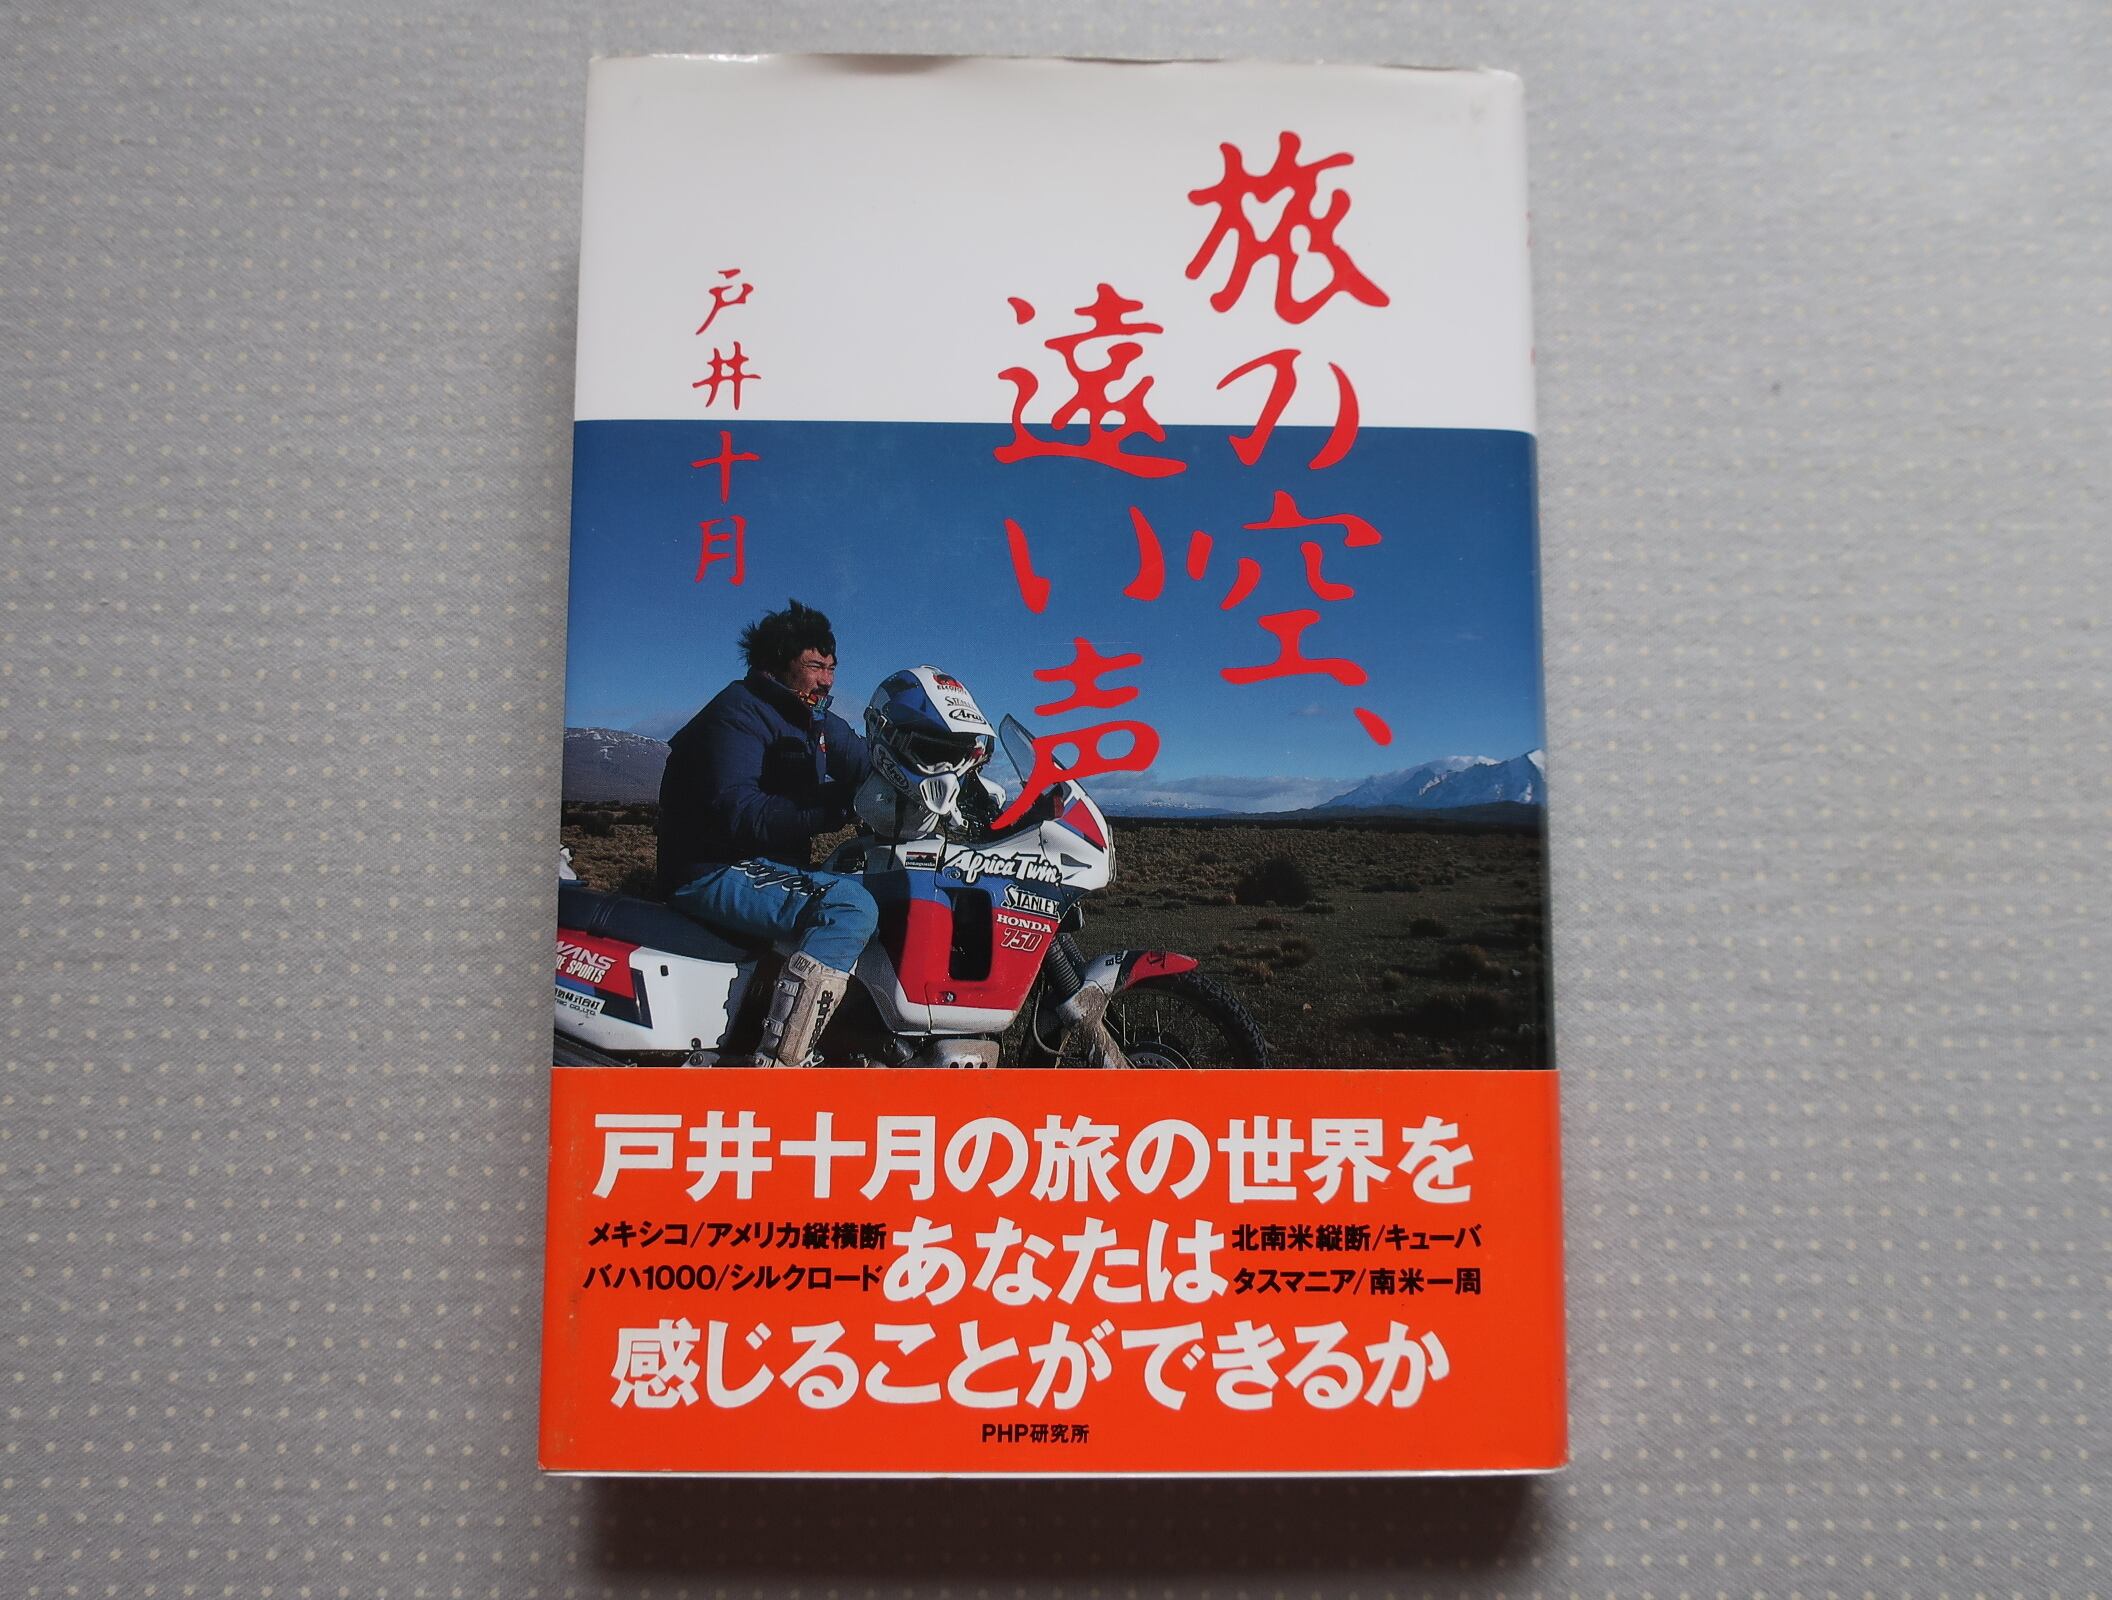 旅の空、
遠い声
戸井十月
Arai
Africa Twin
STANLEY
HONDA
750
戸井十月の旅の世界を
メキシコ/アメリカ縦横断
バハ1000/シルクロード
あなたは
北南米縦断/キューバ
タスマニア/南米一周
感じることができるか
PHP研究所